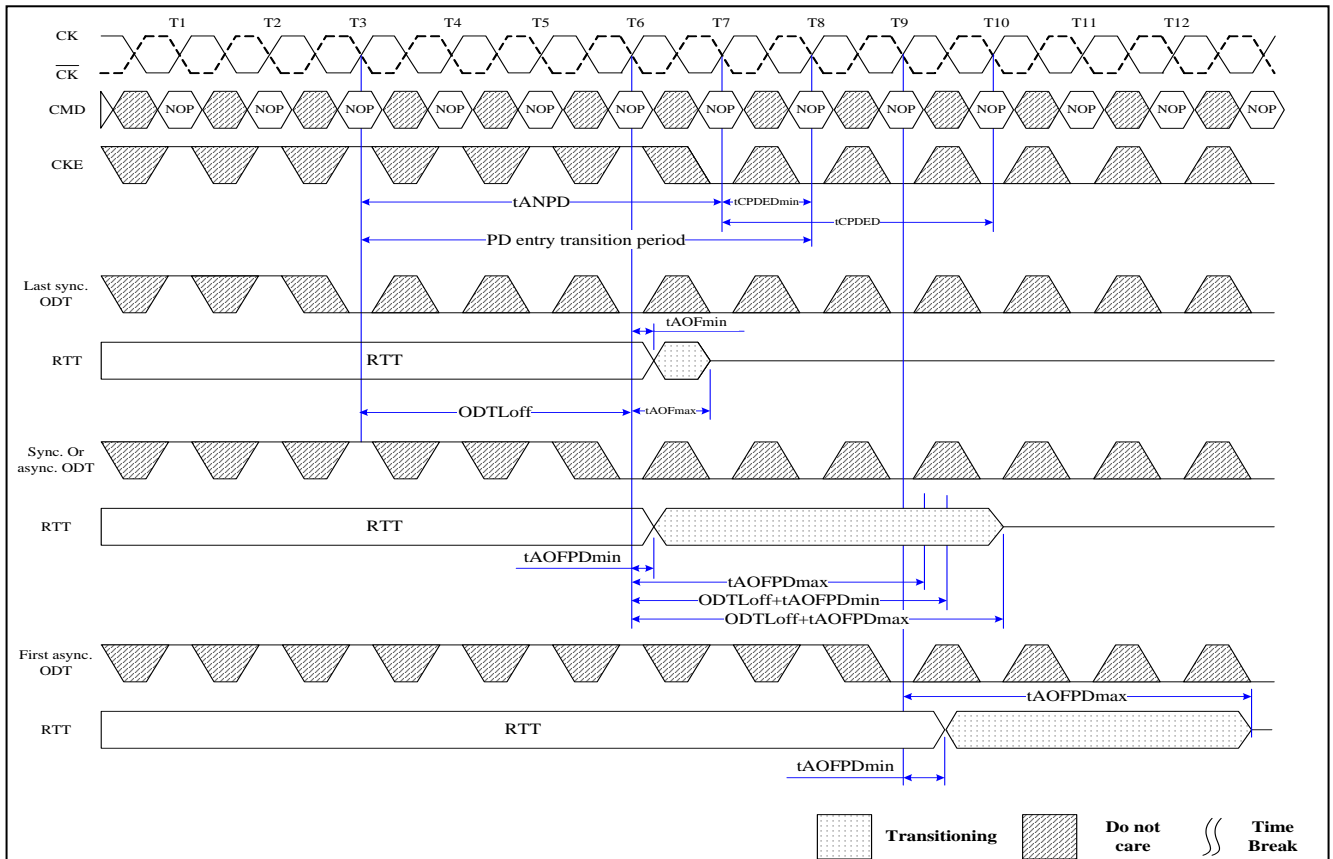 T1 T2 T3 T4 T5 T6 T7 T8 T9 T10 T11 T12
CK
CK
CMD NOP NOP NOP NOP NOP NOP NOP NOP NOP NOP NOP NOP NOP
CKE
tANPD tCPDEDmin
tCPDED
PD entry transition period
Last sync.
ODT
tAOFmin
RTT RTT
ODTLoff tAOFmax
Sync. Or
async. ODT
RTT RTT
tAOFPDmin
tAOFPDmax
ODTLoff+tAOFPDmin
ODTLoff+tAOFPDmax
First async.
ODT
tAOFPDmax
RTT RTT
tAOFPDmin
Transitioning Do not
care Time
Break